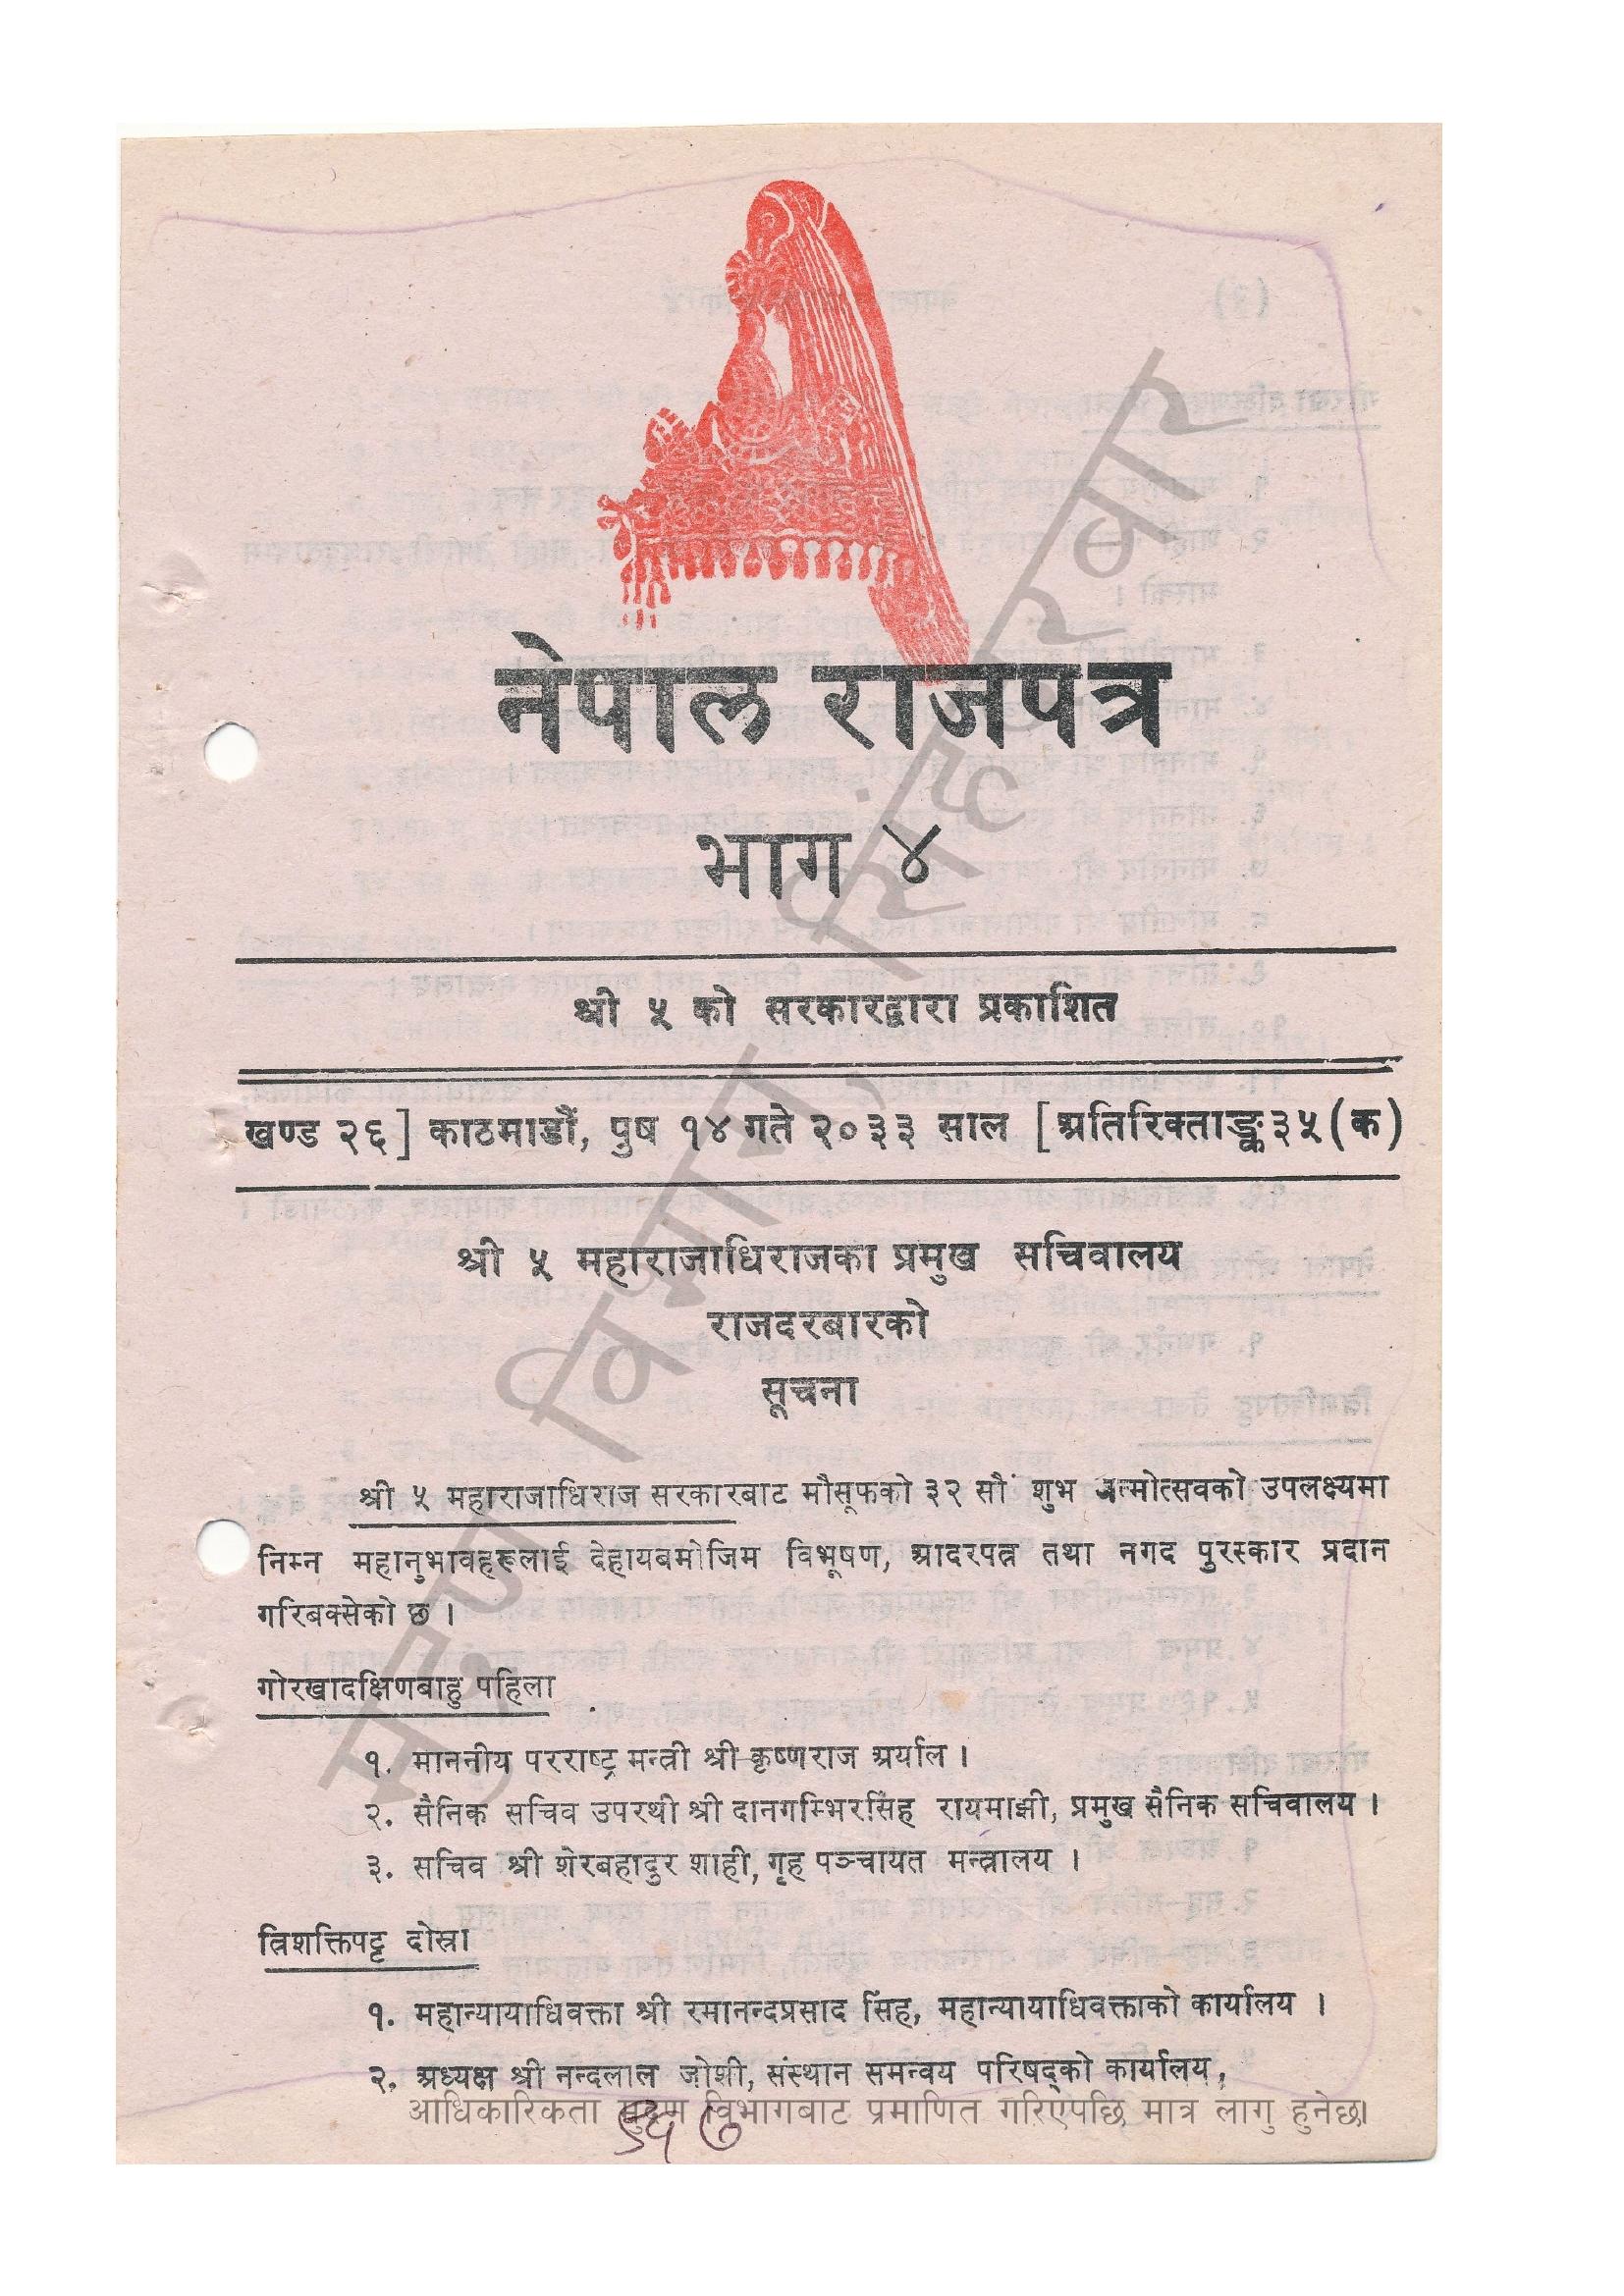 नेपाल राजपत्र
भाग ४
श्री ५ को सरकारद्वारा प्रकाशित
खण्ड २६] काठमाडौं, पुष १४ गते २०३३ साल [अतिरिक्ताङ्क ३५ (क)
श्री ५ महाराजाधिराजका प्रमुख सचिवालय
राजदरबारको
सूचना
श्री ५ महाराजाधिराज सरकारबाट मौसूफको ३२ सौं शुभ जन्मोत्सवको उपलक्ष्यमा
निम्न महानुभावहरूलाई देहायबमोजिम विभूषण, आदरपत्र तथा नगद पुरस्कार प्रदान
गरिबक्सेको छ ।
गोरखादक्षिणबाहु पहिला
१. माननीय परराष्ट्र मन्त्री श्री कृष्णराज अर्याल ।
२. सैनिक सचिव उपरथी श्री दानगम्भिरसिंह रायमाझी, प्रमुख सैनिक सचिवालय ।
३. सचिव श्री शेरबहादुर शाही, गृह पञ्चायत मन्त्रालय ।
त्रिशक्तिपट्ट दोस्रा
१. महान्यायाधिवक्ता श्री रमानन्दप्रसाद सिंह, महान्यायाधिवक्ताको कार्यालय ।
२. अध्यक्ष श्री नन्दलाल जोशी, संस्थान समन्वय परिषद्को कार्यालय,
आधिकारिकता मुद्रण विभागबाट प्रमाणित गरिएपछि मात्र लागु हुनेछ।
मुद्रण विभाग, सिंहदरबार